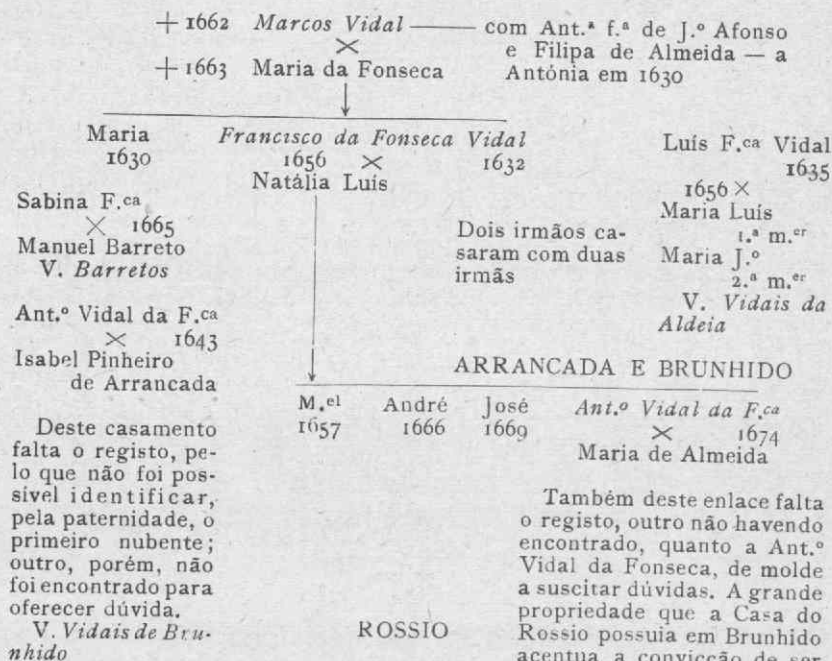 + 1662 Marcos Vidal —— com Ant.ª f.ª de J.º Afonso
× e Filipa de Almeida — a
+ 1663 Maria da Fonseca Antónia em 1630
Maria Francisco da Fonseca Vidal
1630 1656 × 1632
Natália Luís
Luís F.ca Vidal
1635
1656 ×
Maria Luís
1.ª m.er
Maria J.º
2.ª m.er
V. Vidais da
Aldeia
Sabina F.ca
× 1665
Manuel Barreto
V. Barretos
Dois irmãos ca-
saram com duas
irmãs
Ant.º Vidal da F.ca
× 1643
Isabel Pinheiro
de Arrancada
ARRANCADA E BRUNHIDO
M.el André José Ant.º Vidal da F.ca
1657 1666 1669 × 1674
Maria de Almeida
Deste casamento
falta o registo, pe-
lo que não foi pos-
sível identificar,
pela paternidade, o
primeiro nubente;
outro, porém, não
foi encontrado para
oferecer dúvida.
V. Vidais de Bru-
nhido
ROSSIO
Também deste enlace falta
o registo, outro não havendo
encontrado, quanto a Ant.º
Vidal da Fonseca, de molde
a suscitar dúvidas. A grande
propriedade que a Casa do
Rossio possuia em Brunhido
acentua a convicção de ser